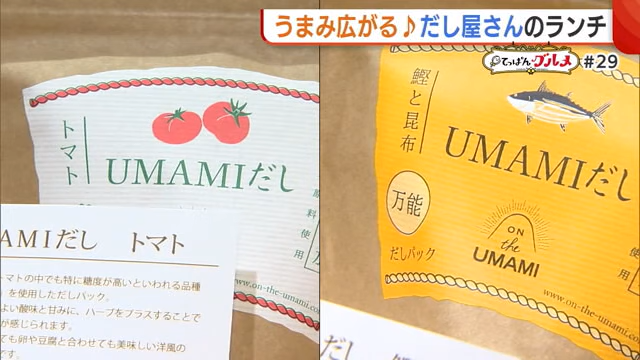 うまみ広がる♪だし屋さんのランチ
てっぱんグルメ #29
トマト
UMAMIだし
www.on-the-umami.com
AMIだし トマト
トマトの中でも特に糖度が高いといわれる品種
を使用しただしパック。
よい酸味と甘みに、ハーブをプラスすることで
が感じられます。
ても卵や豆腐と合わせても美味しい洋風の
です。
鰹と昆布
UMAMIだし
万能
だしパック
ON
the
UMAMI
www.on-the-umami
だし